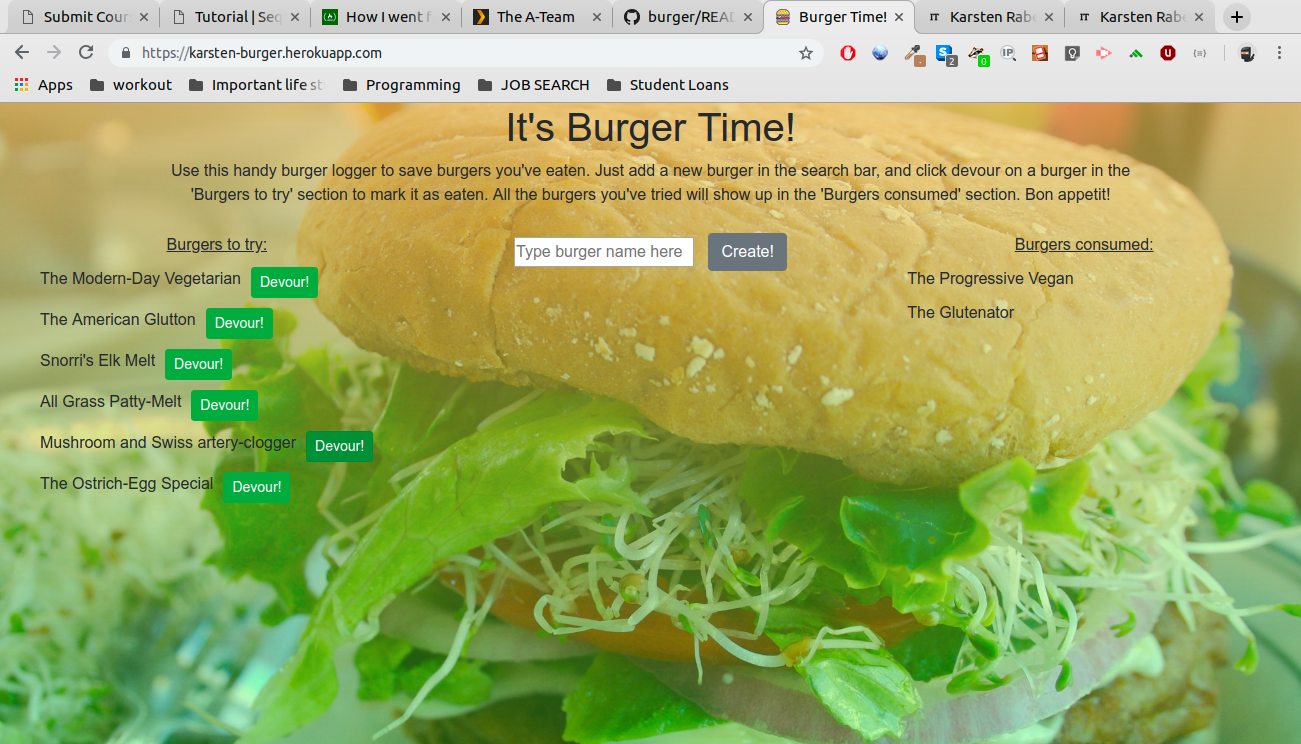 Submit Cour
Tutorial | Seq
How I went f
The A-Team
burger/READ
Burger Time!
Karsten Rabe
Karsten Rabe
https://karsten-burger.herokuapp.com
2
0
IP
Apps
workout
Important life st
Programming
JOB SEARCH
Student Loans
It's Burger Time!
Use this handy burger logger to save burgers you've eaten. Just add a new burger in the search bar, and click devour on a burger in the
'Burgers to try' section to mark it as eaten. All the burgers you've tried will show up in the 'Burgers consumed' section. Bon appetit!
Burgers to try:
The Modern-Day Vegetarian Devour!
The American Glutton Devour!
Snorri's Elk Melt Devour!
All Grass Patty-Melt Devour!
Mushroom and Swiss artery-clogger Devour!
The Ostrich-Egg Special Devour!
Type burger name here Create!
Burgers consumed:
The Progressive Vegan
The Glutenator